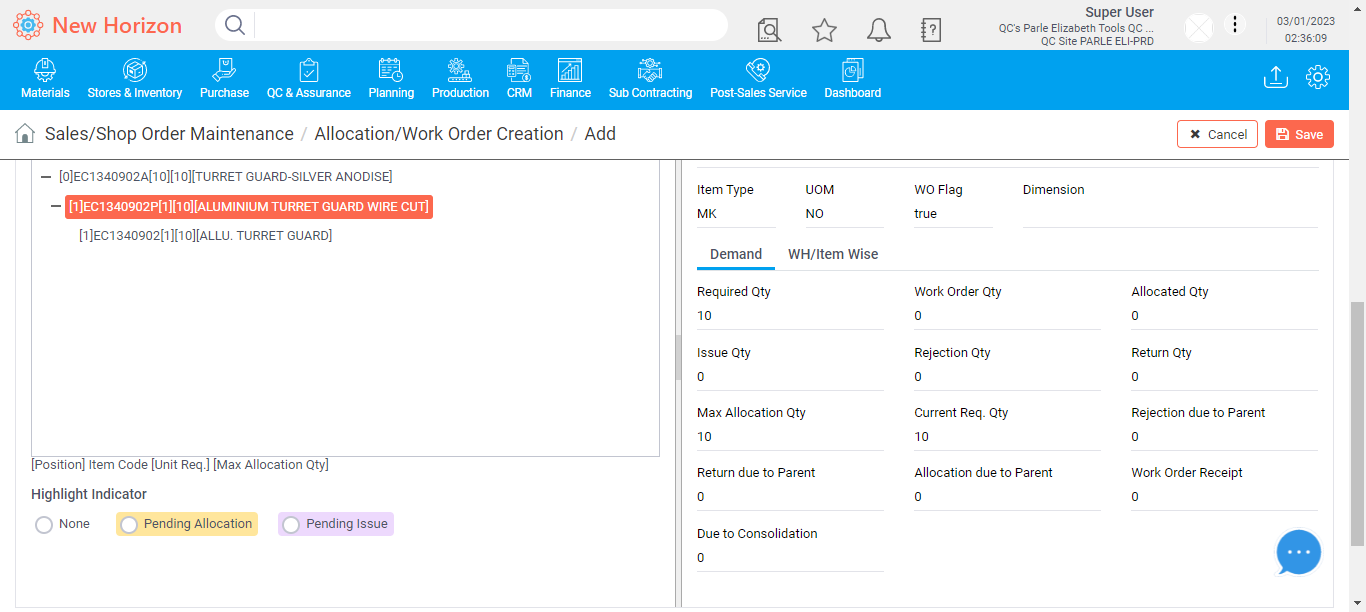 New Horizon
Super User
QC's Parle Elizabeth Tools QC ...
QC Site PARLE ELI-PRD
03/01/2023
02:36:09
Materials
Stores & Inventory
Purchase
QC & Assurance
Planning
Production
CRM
Finance
Sub Contracting
Post-Sales Service
Dashboard
Sales/Shop Order Maintenance / Allocation/Work Order Creation / Add
Cancel
Save
[0]EC1340902A[10][10][TURRET GUARD-SILVER ANODISE]
[1]EC1340902P[1][10][ALUMINIUM TURRET GUARD WIRE CUT]
[1]EC1340902[1][10][ALLU. TURRET GUARD]
[Position] Item Code [Unit Req.] [Max Allocation Qty]
Highlight Indicator
None
Pending Allocation
Pending Issue
Item Type UOM WO Flag Dimension
MK NO true
Demand WH/Item Wise
Required Qty Work Order Qty Allocated Qty
10 0 0
Issue Qty Rejection Qty Return Qty
0 0 0
Max Allocation Qty Current Req. Qty Rejection due to Parent
10 10 0
Return due to Parent Allocation due to Parent Work Order Receipt
0 0 0
Due to Consolidation
0